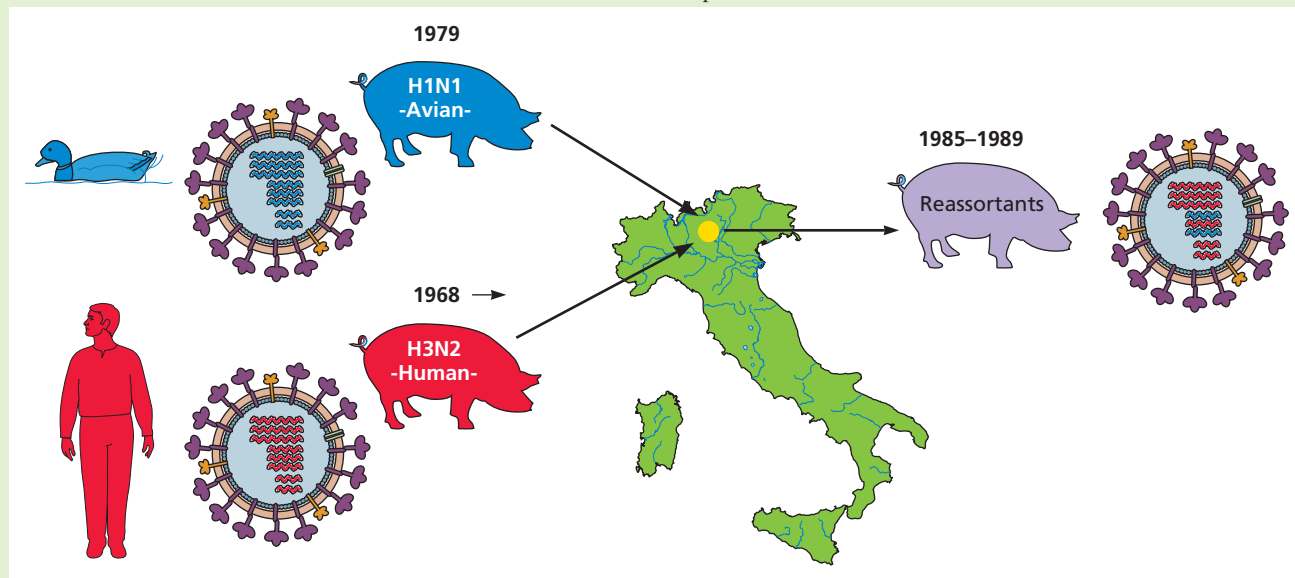 1979
H1N1
-Avian-
1985–1989
Reassortants
1968
H3N2
-Human-